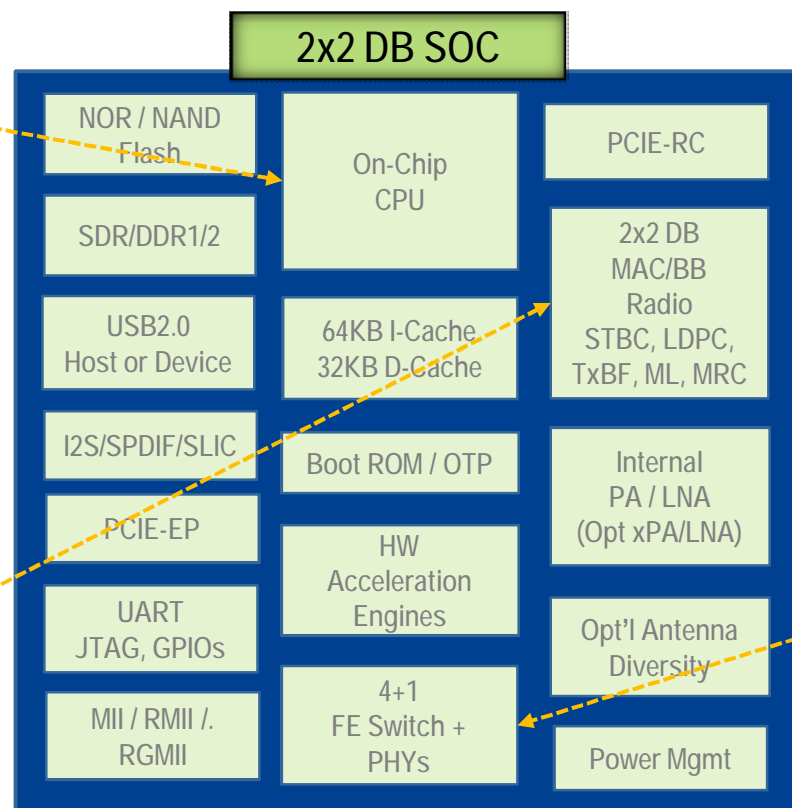 2x2 DB SOC
NOR / NAND
Flash
SDR/DDR1/2
USB2.0
Host or Device
I2S/SPDIF/SLIC
PCIE-EP
UART
JTAG, GPIOs
MII / RMII /.
RGMII
On-Chip
CPU
64KB I-Cache
32KB D-Cache
Boot ROM / OTP
HW
Acceleration
Engines
4+1
FE Switch +
PHYs
PCIE-RC
2x2 DB
MAC/BB
Radio
STBC, LDPC,
TxBF, ML, MRC
Internal
PA / LNA
(Opt xPA/LNA)
Opt'l Antenna
Diversity
Power Mgmt